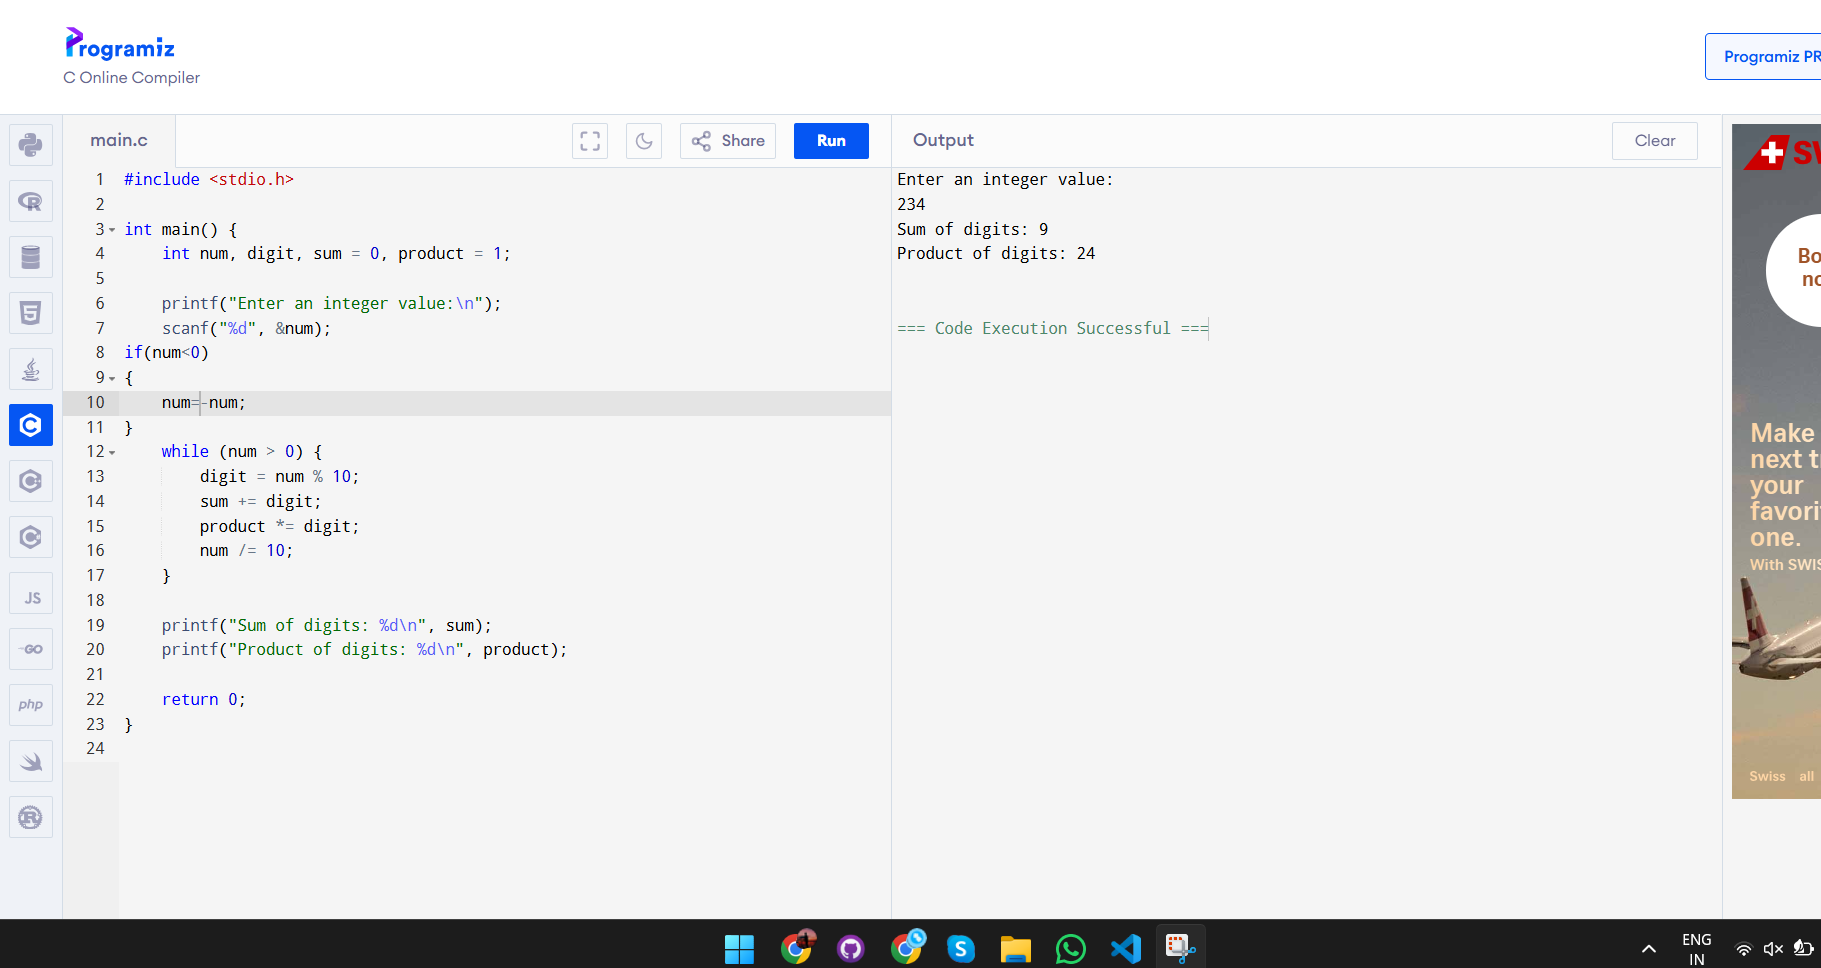 Programiz
C Online Compiler
Programiz PR
main.c
Share
Run
Output
Clear
1 #include <stdio.h>
2
3 int main() {
4     int num, digit, sum = 0, product = 1;
5
6     printf("Enter an integer value:\n");
7     scanf("%d", &num);
8 if(num<0)
9 {
10     num=-num;
11 }
12     while (num > 0) {
13         digit = num % 10;
14         sum += digit;
15         product *= digit;
16         num /= 10;
17     }
18
19     printf("Sum of digits: %d\n", sum);
20     printf("Product of digits: %d\n", product);
21
22     return 0;
23 }
24
Enter an integer value:
234
Sum of digits: 9
Product of digits: 24
=== Code Execution Successful ===
R
5
C
C
C
JS
GO
php
R
SW
Bo
no
Make
next t
your
favori
one.
With SWIS
Swiss all
S
ENG
IN